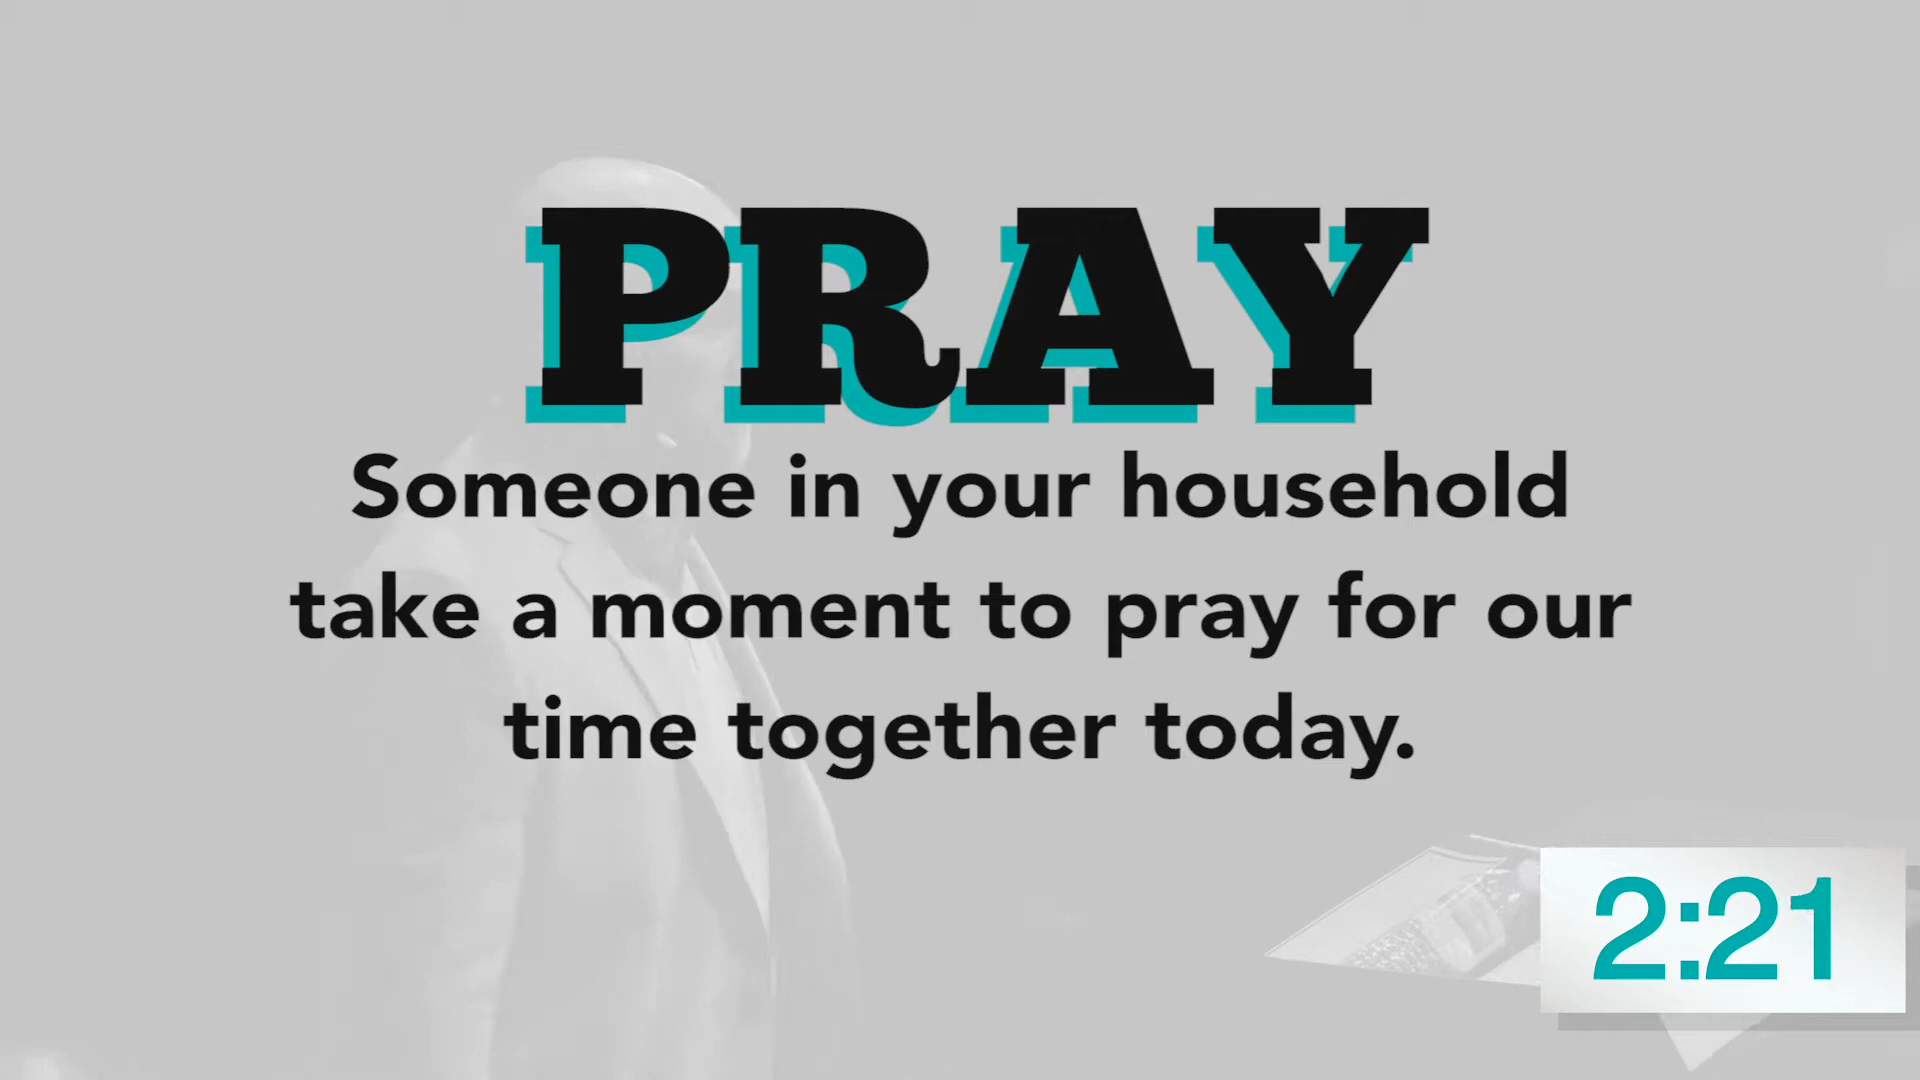 PRAY
Someone in your household
take a moment to pray for our
time together today.
2:21